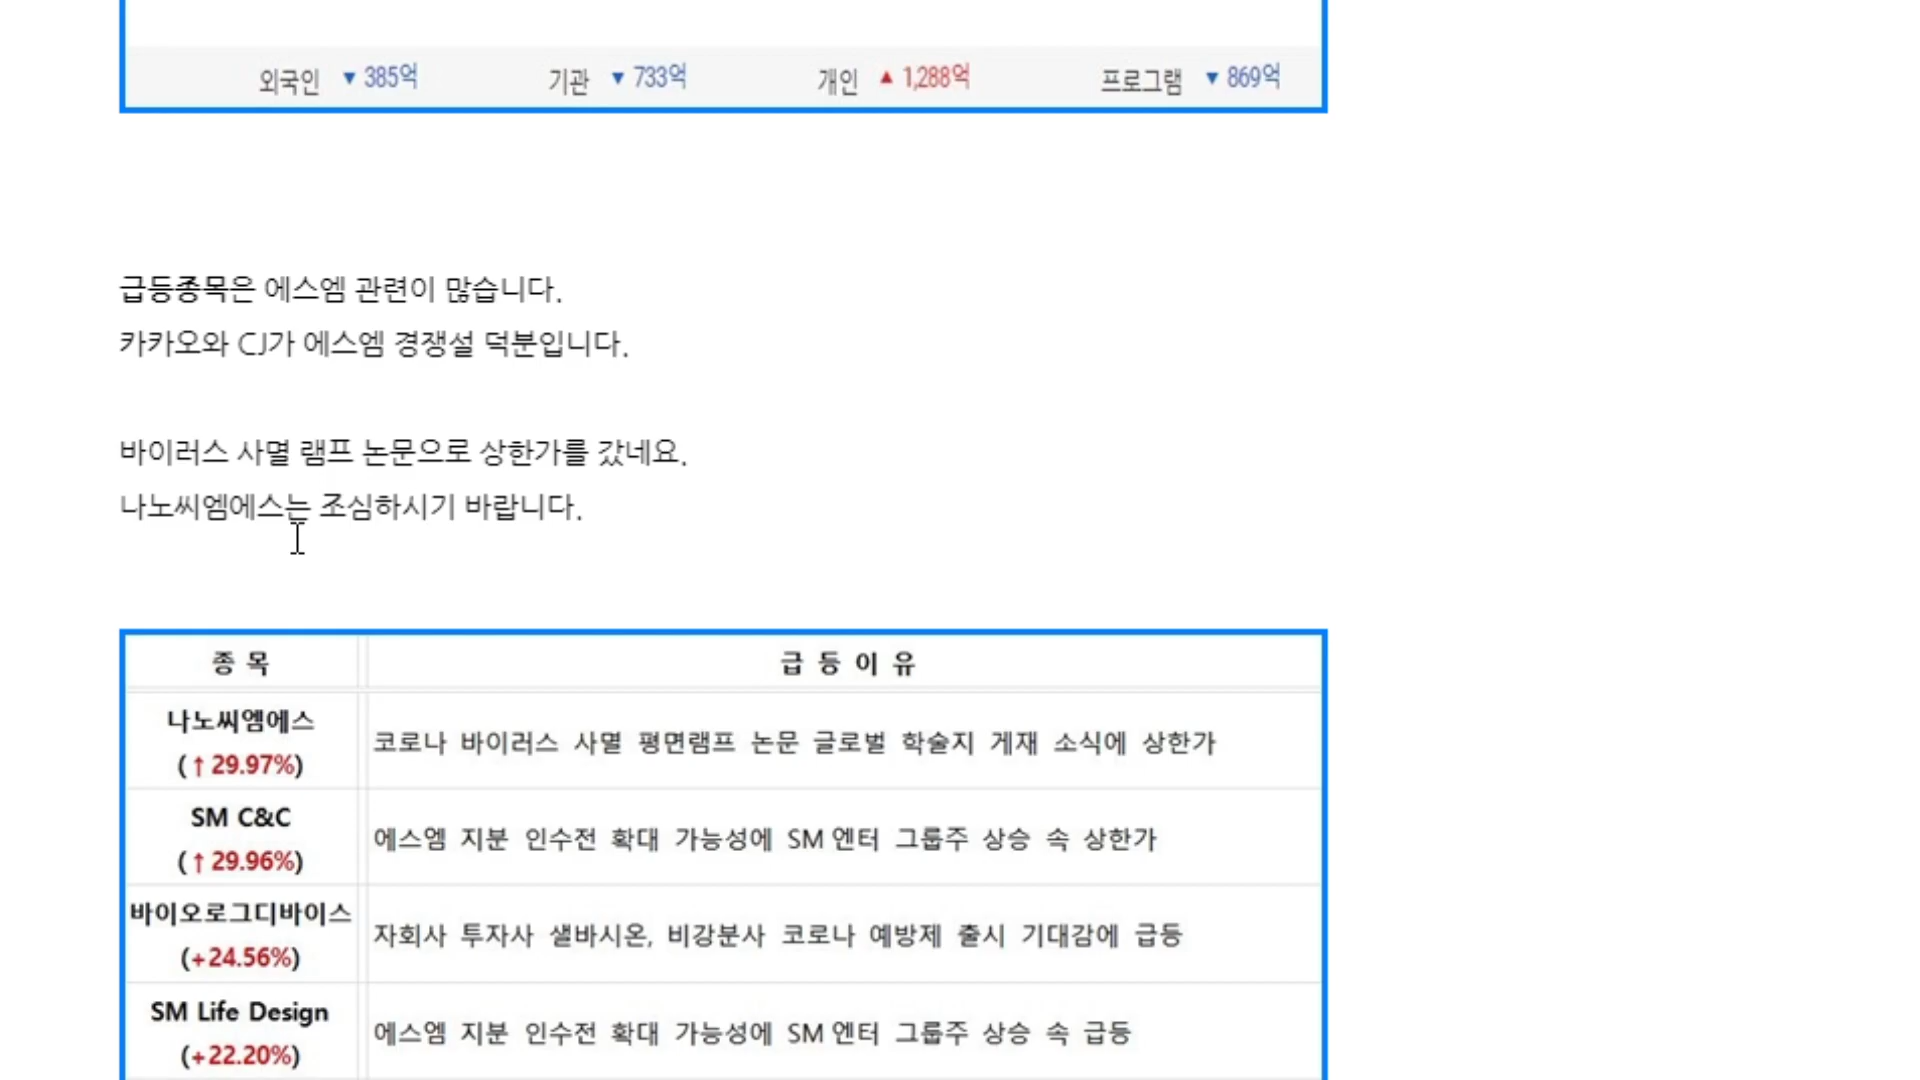 외국인 ▼ 385억 기관 ▼ 733억 개인 ▲ 1,288억 프로그램 ▼ 869억
급등종목은 에스엠 관련이 많습니다.
카카오와 CJ가 에스엠 경쟁설 덕분입니다.
바이러스 사멸 램프 논문으로 상한가를 갔네요.
나노씨엠에스는 조심하시기 바랍니다.
종 목 급 등 이 유
나노씨엠에스
(↑29.97%)
코로나 바이러스 사멸 평면램프 논문 글로벌 학술지 게재 소식에 상한가
SM C&C
(↑29.96%)
에스엠 지분 인수전 확대 가능성에 SM엔터 그룹주 상승 속 상한가
바이오로그디바이스
(+24.56%)
자회사 투자사 샐바시온, 비강분사 코로나 예방제 출시 기대감에 급등
SM Life Design
(+22.20%)
에스엠 지분 인수전 확대 가능성에 SM엔터 그룹주 상승 속 급등